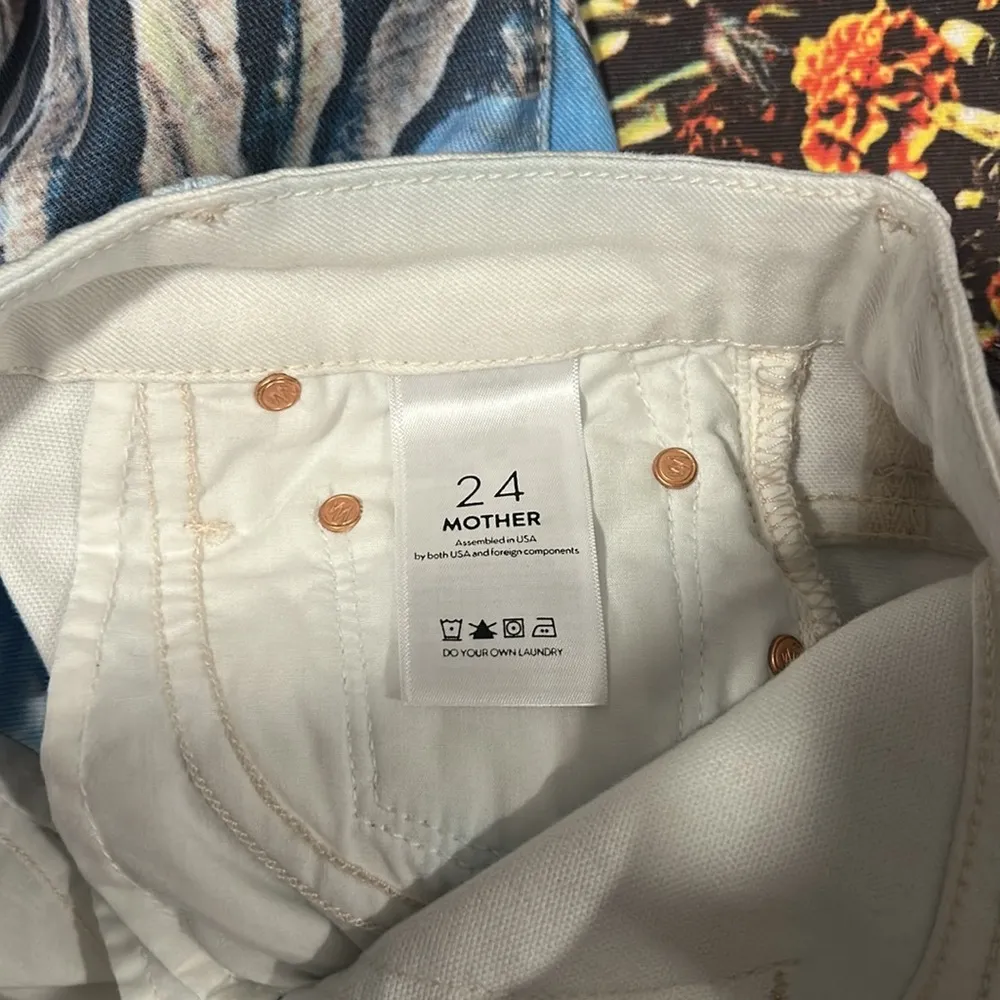 24
MOTHER
Assembled in USA
by both USA and foreign components
DO YOUR OWN LAUNDRY